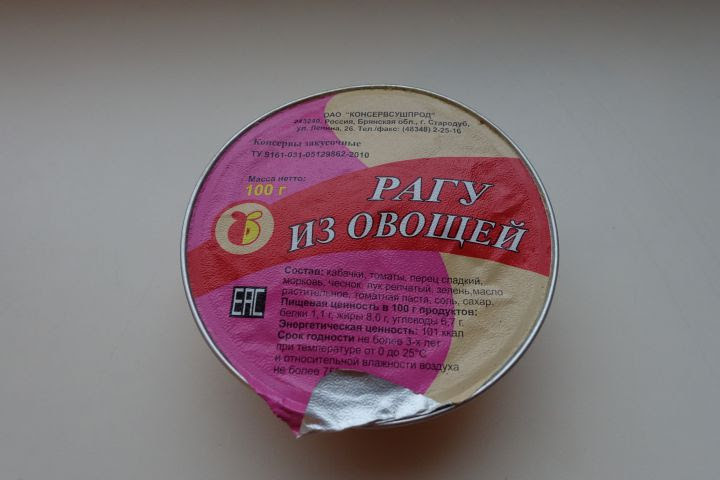 ОАО "КОНСЕРВСУШПРОД"
243240, Россия, Брянская обл., г. Стародуб,
ул. Ленина, 26. Тел./факс: (48348) 2-25-16
Консервы закусочные
ТУ 9161-031-05129862-2010
Масса нетто:
100 г
РАГУ
ИЗ ОВОЩЕЙ
Состав: кабачки, томаты, перец сладкий,
морковь, чеснок, лук репчатый, зелень, масло
растительное, томатная паста, соль, сахар.
Пищевая ценность в 100 г продуктов:
белки 1,1 г, жиры 8,0 г, углеводы 6,7 г.
Энергетическая ценность: 101 ккал
Срок годности не более 3-х лет
при температуре от 0 до 25°С
и относительной влажности воздуха
не более 75%
EAC